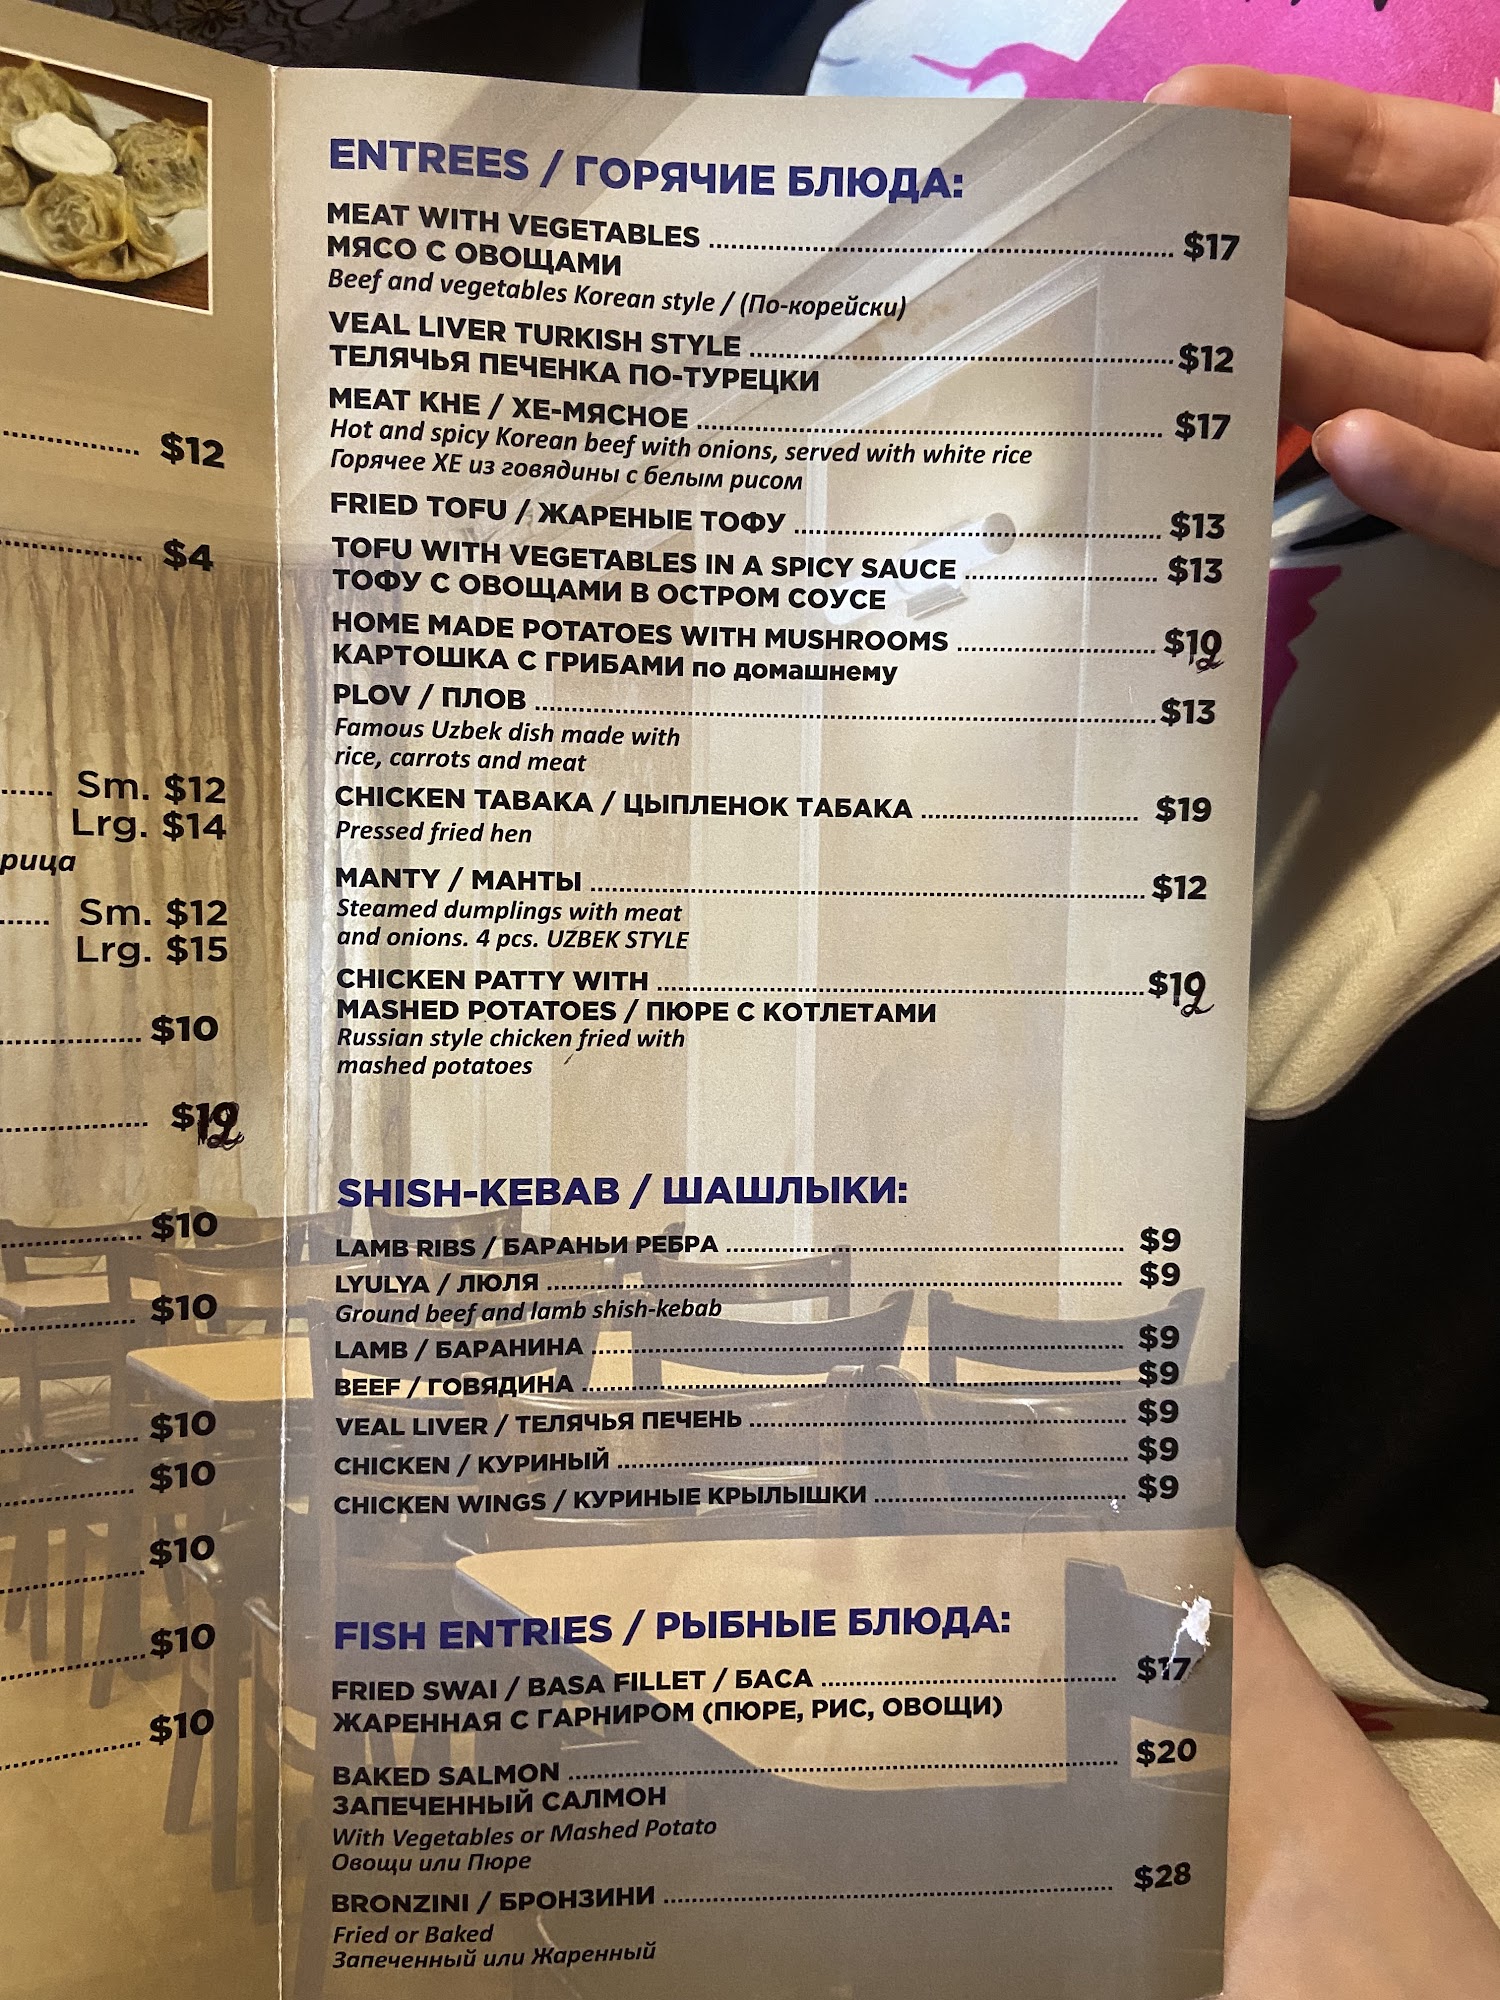 $12
$4
Sm. $12
Lrg. $14
рица
Sm. $12
Lrg. $15
$10
$12
$10
$10
$10
$10
$10
$10
$10
ENTREES / ГОРЯЧИЕ БЛЮДА:
MEAT WITH VEGETABLES $17
МЯСО С ОВОЩАМИ
Beef and vegetables Korean style / (По-корейски)
VEAL LIVER TURKISH STYLE $12
ТЕЛЯЧЬЯ ПЕЧЕНКА ПО-ТУРЕЦКИ
MEAT KHE / ХЕ-МЯСНОЕ $17
Hot and spicy Korean beef with onions, served with white rice
Горячее ХЕ из говядины с белым рисом
FRIED TOFU / ЖАРЕНЫЕ ТОФУ $13
TOFU WITH VEGETABLES IN A SPICY SAUCE $13
ТОФУ С ОВОЩАМИ В ОСТРОМ СОУСЕ
HOME MADE POTATOES WITH MUSHROOMS $12
КАРТОШКА С ГРИБАМИ по домашнему
PLOV / ПЛОВ $13
Famous Uzbek dish made with
rice, carrots and meat
CHICKEN TABAKA / ЦЫПЛЕНОК ТАБАКА $19
Pressed fried hen
MANTY / МАНТЫ $12
Steamed dumplings with meat
and onions. 4 pcs. UZBEK STYLE
CHICKEN PATTY WITH $12
MASHED POTATOES / ПЮРЕ С КОТЛЕТАМИ
Russian style chicken fried with
mashed potatoes
SHISH-KEBAB / ШАШЛЫКИ:
LAMB RIBS / БАРАНЬИ РЕБРА $9
LYULYA / ЛЮЛЯ $9
Ground beef and lamb shish-kebab
LAMB / БАРАНИНА $9
BEEF / ГОВЯДИНА $9
VEAL LIVER / ТЕЛЯЧЬЯ ПЕЧЕНЬ $9
CHICKEN / КУРИНЫЙ $9
CHICKEN WINGS / КУРИНЫЕ КРЫЛЫШКИ $9
FISH ENTRIES / РЫБНЫЕ БЛЮДА:
FRIED SWAI / BASA FILLET / БАСА $17
ЖАРЕННАЯ С ГАРНИРОМ (ПЮРЕ, РИС, ОВОЩИ)
BAKED SALMON $20
ЗАПЕЧЕННЫЙ САЛМОН
With Vegetables or Mashed Potato
Овощи или Пюре
BRONZINI / БРОНЗИНИ $28
Fried or Baked
Запеченный или Жаренный